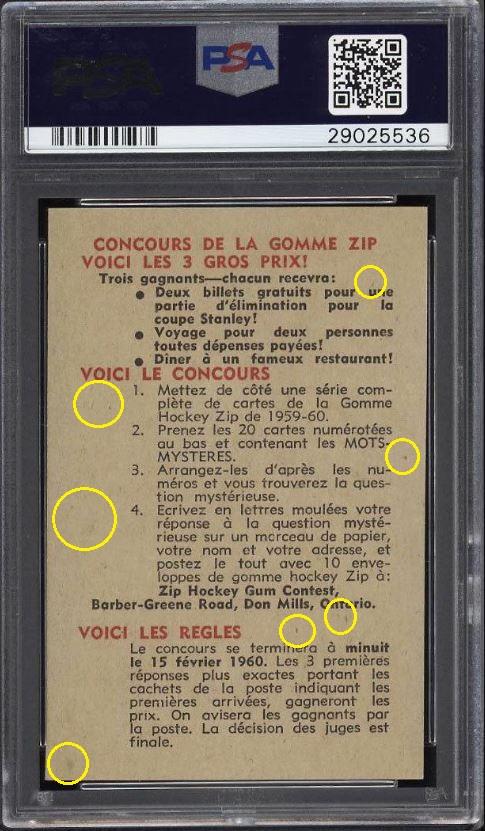 PSA
PSA
29025536
CONCOURS DE LA GOMME ZIP
VOICI LES 3 GROS PRIX!
Trois gagnants—chacun recevra:
● Deux billets gratuits pour une
partie d'élimination pour la
coupe Stanley!
● Voyage pour deux personnes
toutes dépenses payées!
● Diner à un fameux restaurant!
VOICI LE CONCOURS
1. Mettez de côté une série com-
plète de cartes de la Gomme
Hockey Zip de 1959-60.
2. Prenez les 20 cartes numérotées
au bas et contenant les MOTS-
MYSTERES.
3. Arrangez-les d'après les nu-
méros et vous trouverez la ques-
tion mystérieuse.
4. Ecrivez en lettres moulées votre
réponse à la question mysté-
rieuse sur un morceau de papier,
votre nom et votre adresse, et
postez le tout avec 10 enve-
loppes de gomme hockey Zip à:
Zip Hockey Gum Contest,
Barber-Greene Road, Don Mills, Ontario.
VOICI LES REGLES
Le concours se terminera à minuit
le 15 février 1960. Les 3 premières
réponses plus exactes portant les
cachets de la poste indiquant les
premières arrivées, gagneront les
prix. On avisera les gagnants par
la poste. La décision des juges est
finale.
PSA